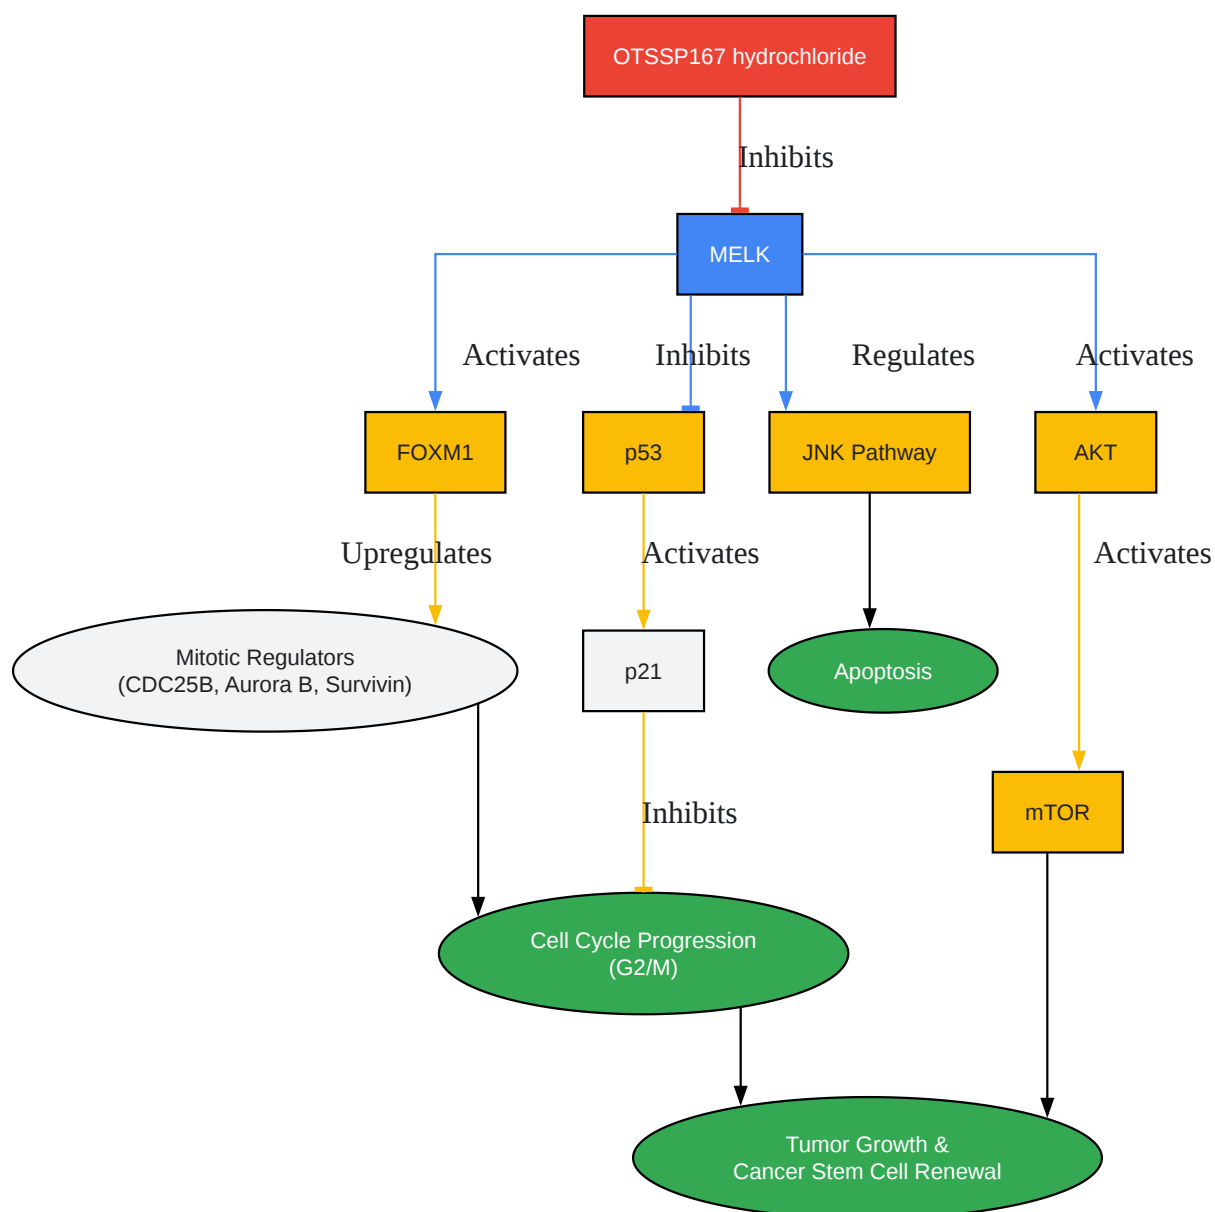 OTSSP167 hydrochloride
Inhibits
MELK
Activates
Inhibits
Regulates
Activates
FOXM1
p53
JNK Pathway
AKT
Upregulates
Activates
Activates
Mitotic Regulators
(CDC25B, Aurora B, Survivin)
p21
Apoptosis
mTOR
Inhibits
Cell Cycle Progression
(G2/M)
Tumor Growth &
Cancer Stem Cell Renewal